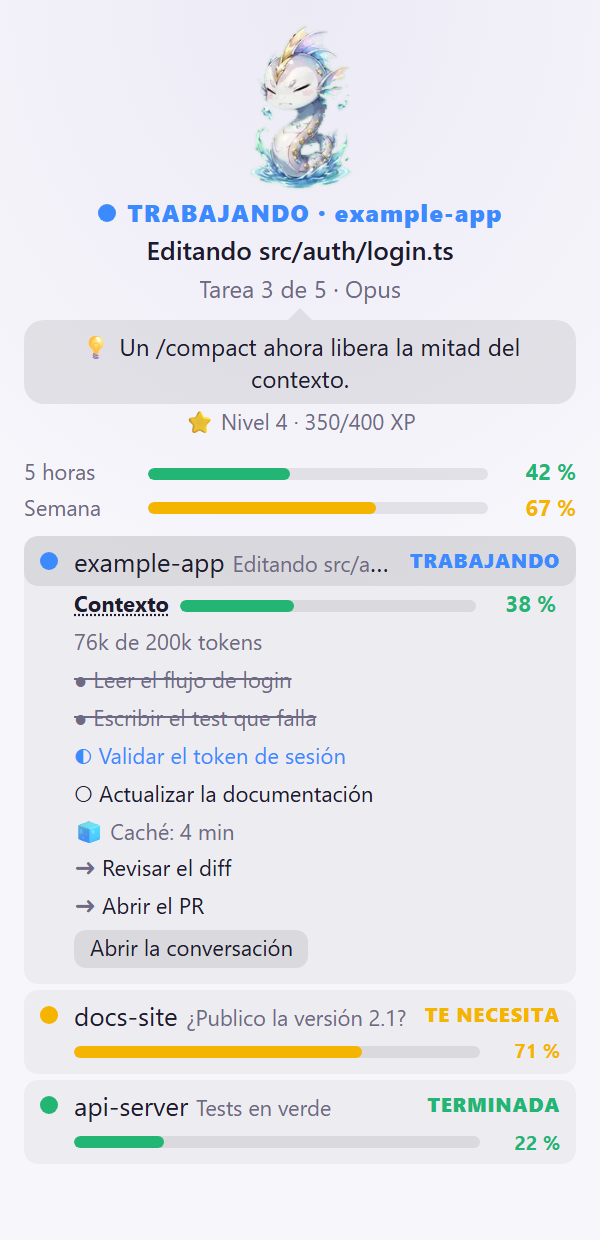 TRABAJANDO · example-app
Editando src/auth/login.ts
Tarea 3 de 5 · Opus
💡 Un /compact ahora libera la mitad del
contexto.
⭐ Nivel 4 · 350/400 XP
5 horas 42 %
Semana 67 %
example-app Editando src/a... TRABAJANDO
Contexto 38 %
76k de 200k tokens
● Leer el flujo de login
● Escribir el test que falla
◐ Validar el token de sesión
○ Actualizar la documentación
🧊 Caché: 4 min
→ Revisar el diff
→ Abrir el PR
Abrir la conversación
docs-site ¿Publico la versión 2.1? TE NECESITA
71 %
api-server Tests en verde TERMINADA
22 %